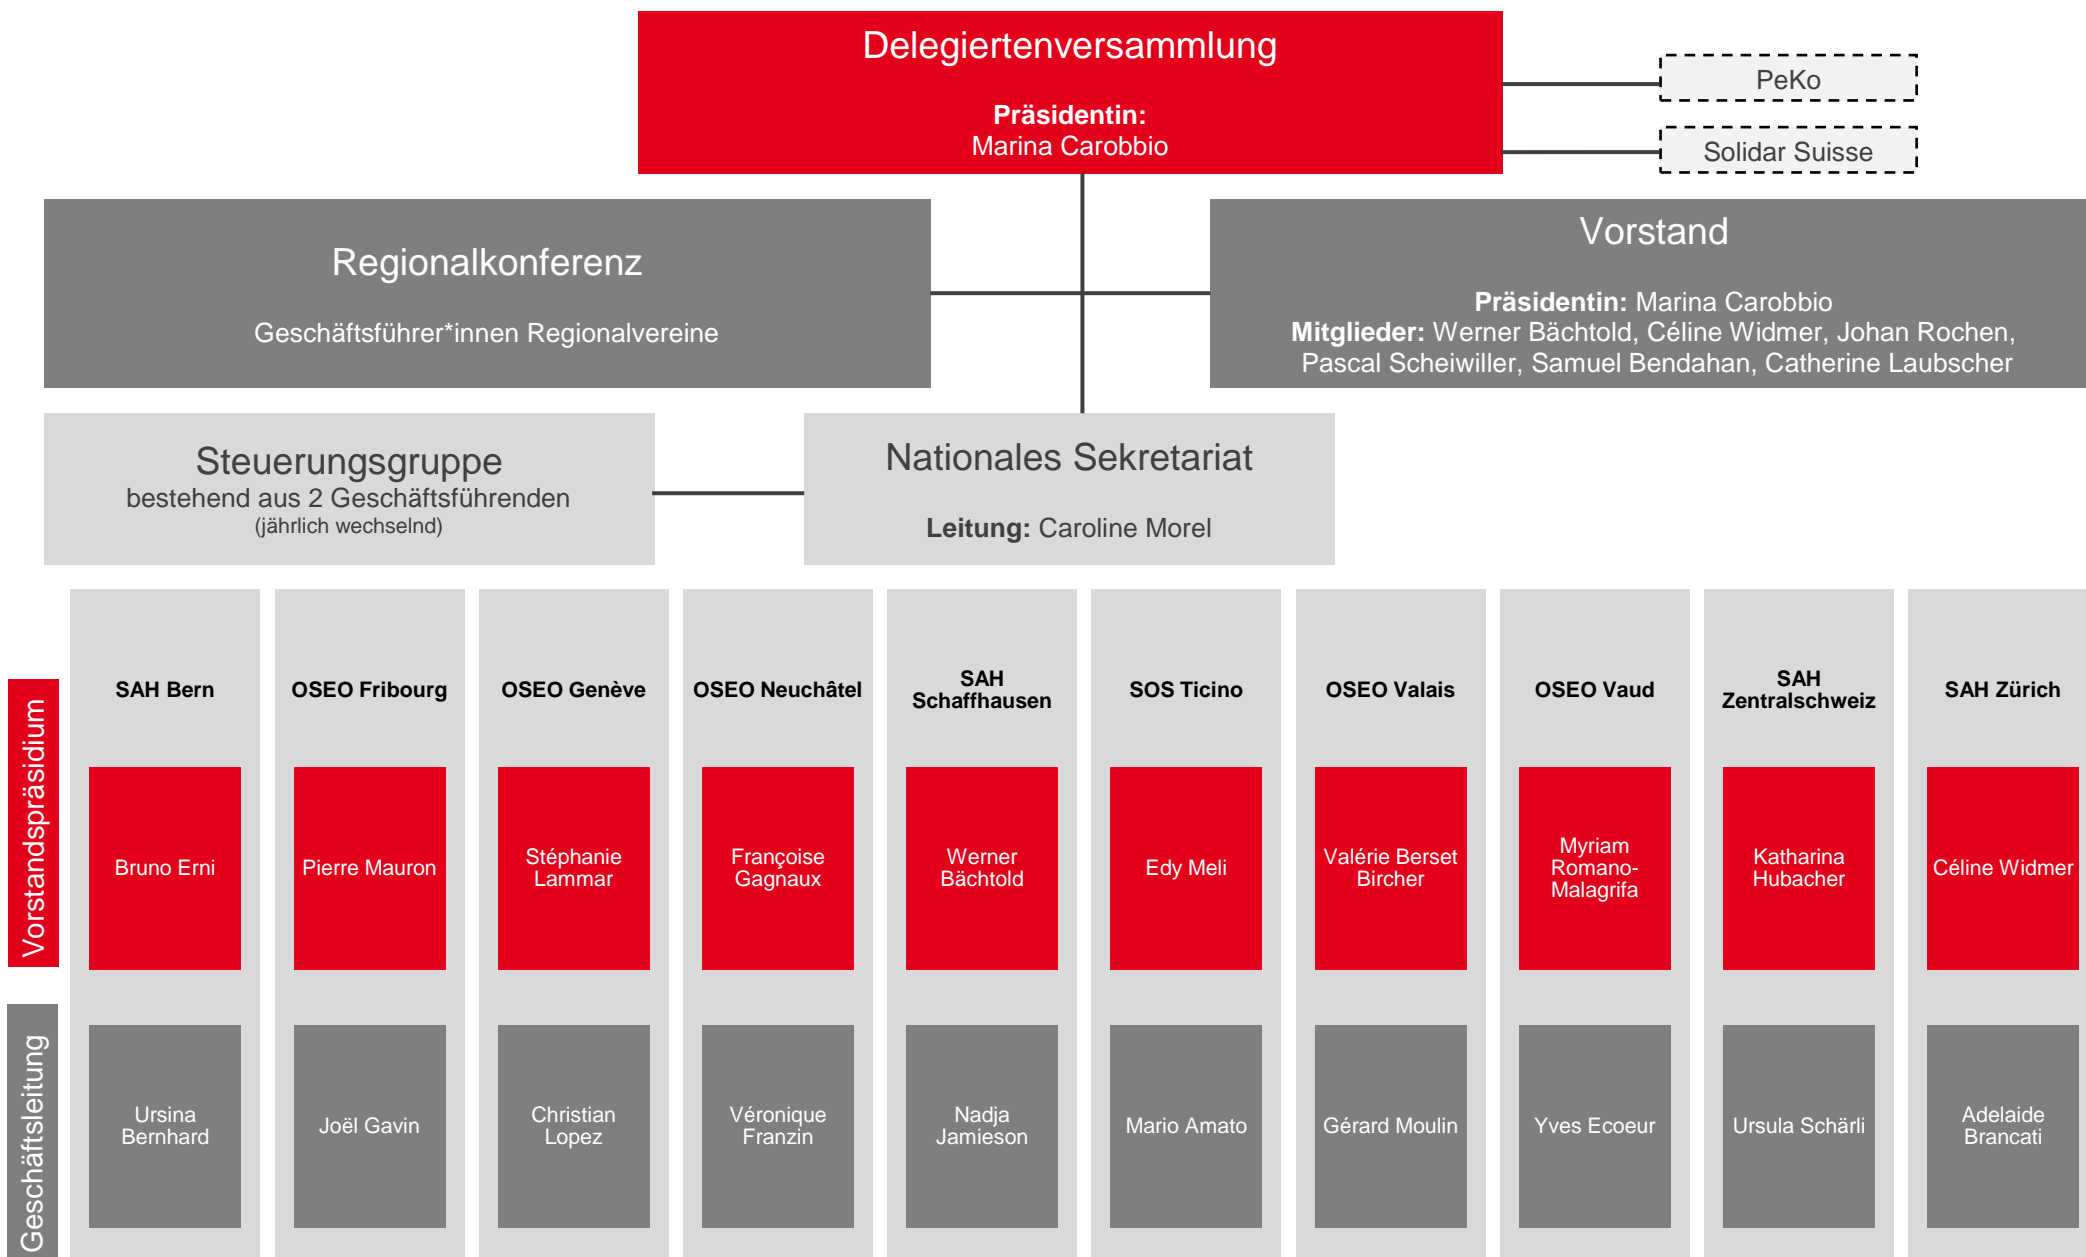 Delegiertenversammlung
Präsidentin:
Marina Carobbio
PeKo
Solidar Suisse
Regionalkonferenz
Geschäftsführer*innen Regionalvereine
Vorstand
Präsidentin: Marina Carobbio
Mitglieder: Werner Bächtold, Céline Widmer, Johan Rochen,
Pascal Scheiwiller, Samuel Bendahan, Catherine Laubscher
Steuerungsgruppe
bestehend aus 2 Geschäftsführenden
(jährlich wechselnd)
Nationales Sekretariat
Leitung: Caroline Morel
SAH Bern
OSEO Fribourg
OSEO Genève
OSEO Neuchâtel
SAH
Schaffhausen
SOS Ticino
OSEO Valais
OSEO Vaud
SAH
Zentralschweiz
SAH Zürich
Vorstandspräsidium
Bruno Erni
Pierre Mauron
Stéphanie
Lammar
Françoise
Gagnaux
Werner
Bächtold
Edy Meli
Valérie Berset
Bircher
Myriam
Romano-
Malagrifa
Katharina
Hubacher
Céline Widmer
Geschäftsleitung
Ursina
Bernhard
Joël Gavin
Christian
Lopez
Véronique
Franzin
Nadja
Jamieson
Mario Amato
Gérard Moulin
Yves Ecoeur
Ursula Schärli
Adelaide
Brancati